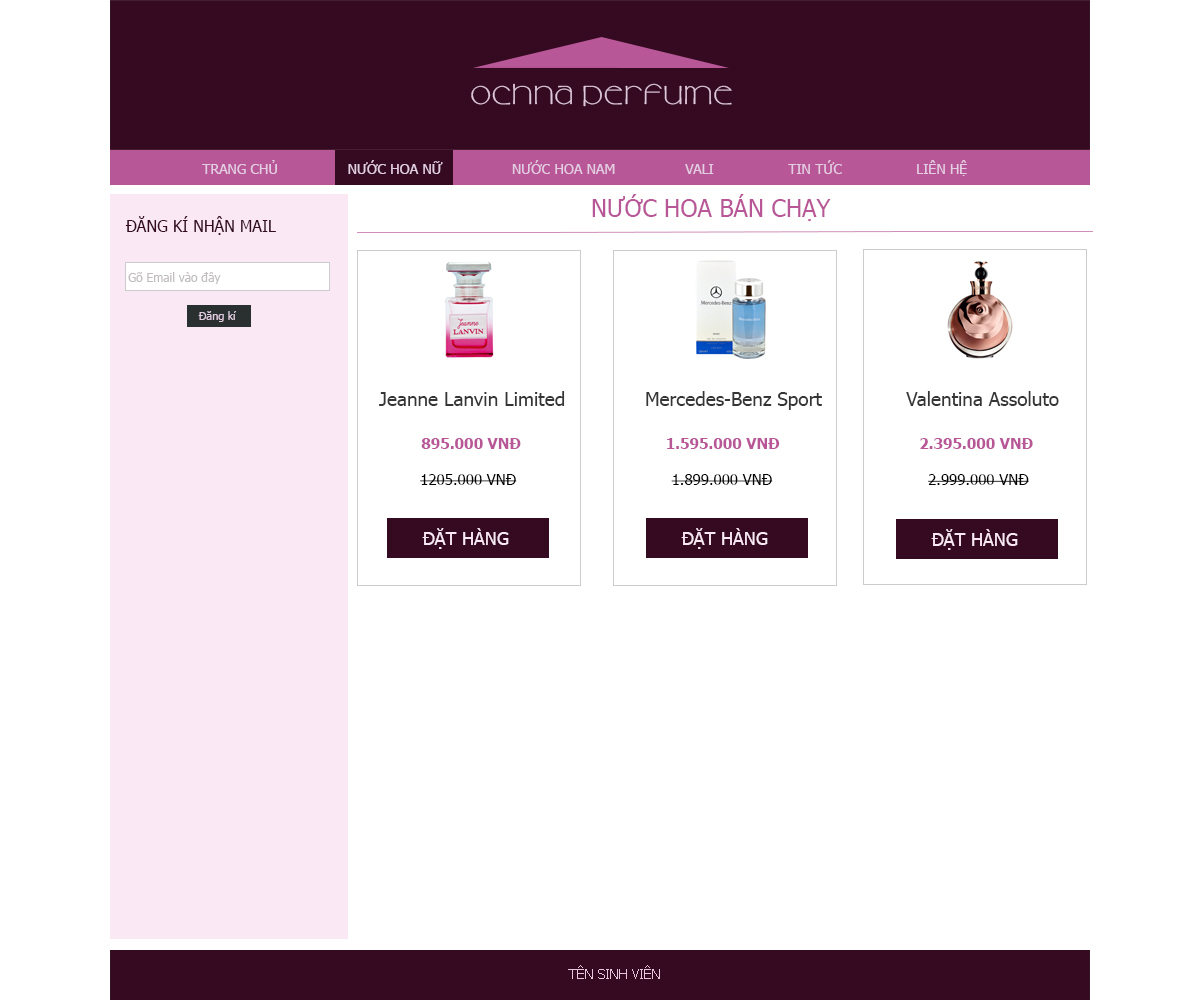 ochna perfume
TRANG CHỦ NƯỚC HOA NỮ NƯỚC HOA NAM VALI TIN TỨC LIÊN HỆ
ĐĂNG KÍ NHẬN MAIL
Gõ Email vào đây
Đăng kí
NƯỚC HOA BÁN CHẠY
Jeanne
LANVIN
Jeanne Lanvin Limited
895.000 VNĐ
1205.000 VNĐ
ĐẶT HÀNG
Mercedes-Benz
Mercedes-Benz Sport
1.595.000 VNĐ
1.899.000 VNĐ
ĐẶT HÀNG
Valentina Assoluto
2.395.000 VNĐ
2.999.000 VNĐ
ĐẶT HÀNG
TÊN SINH VIÊN